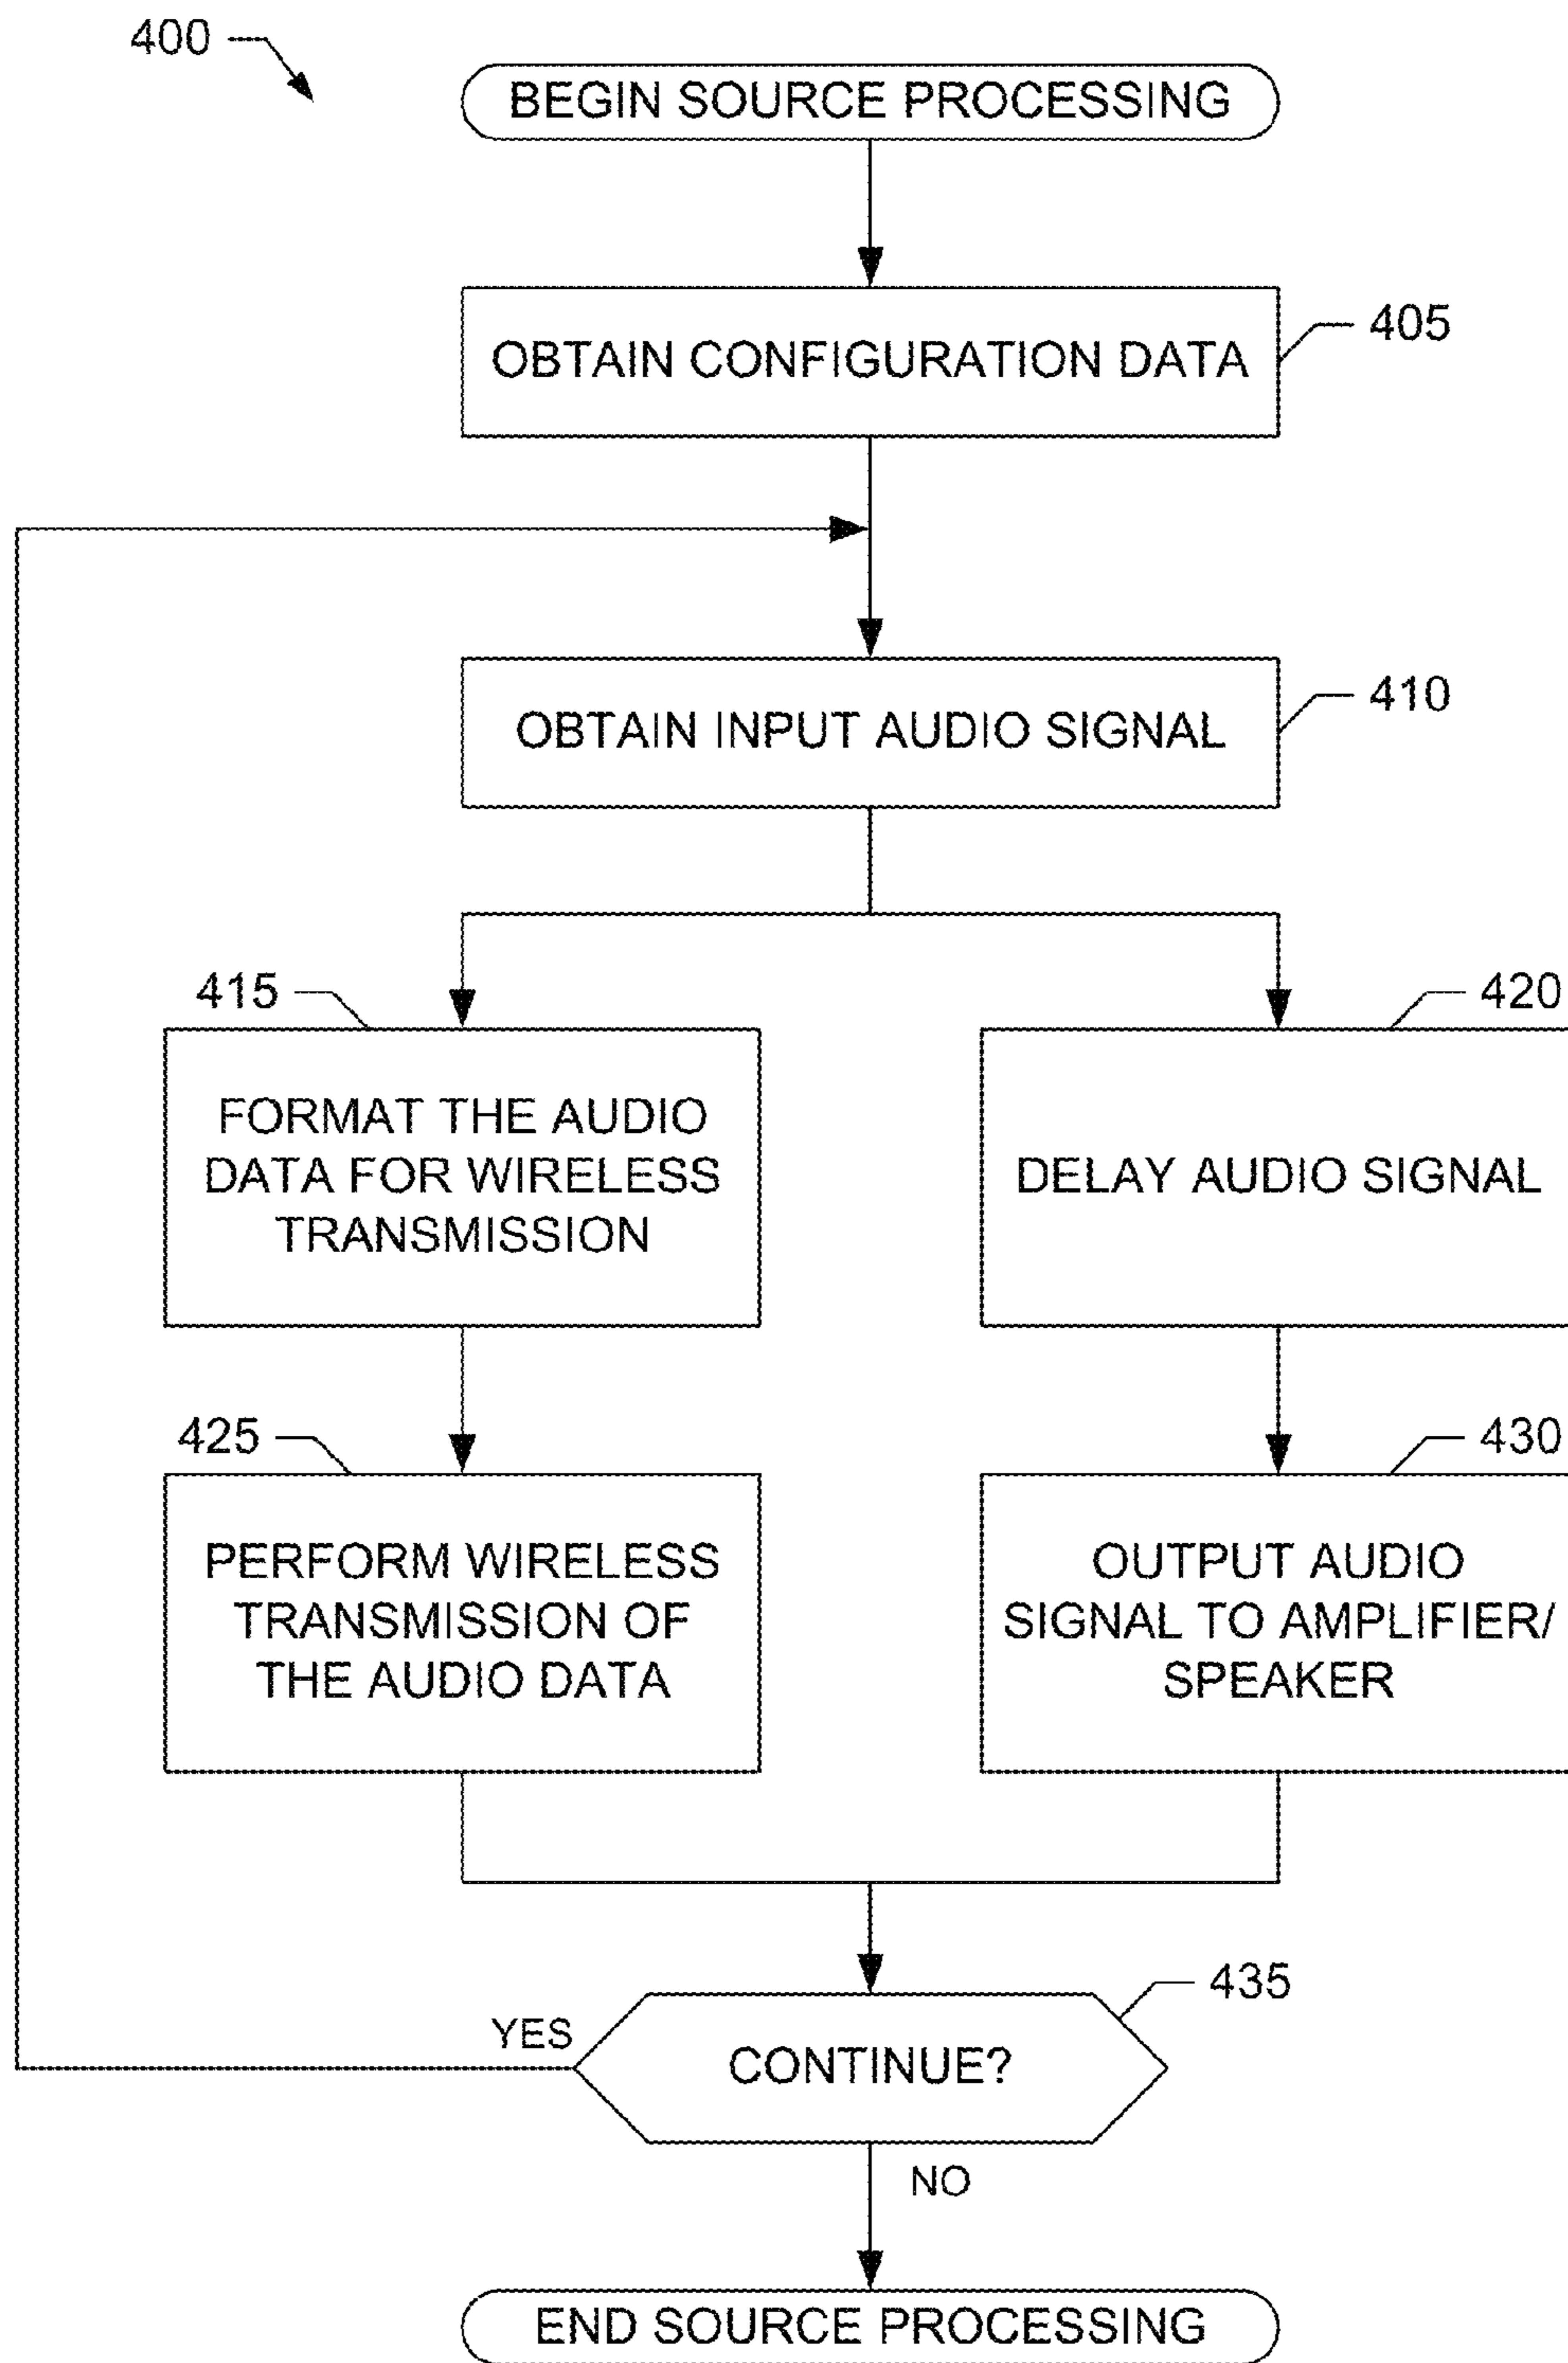 400
BEGIN SOURCE PROCESSING
OBTAIN CONFIGURATION DATA
405
OBTAIN INPUT AUDIO SIGNAL
410
415
FORMAT THE AUDIO
DATA FOR WIRELESS
TRANSMISSION
420
DELAY AUDIO SIGNAL
425
PERFORM WIRELESS
TRANSMISSION OF
THE AUDIO DATA
430
OUTPUT AUDIO
SIGNAL TO AMPLIFIER/
SPEAKER
435
YES
CONTINUE?
NO
END SOURCE PROCESSING